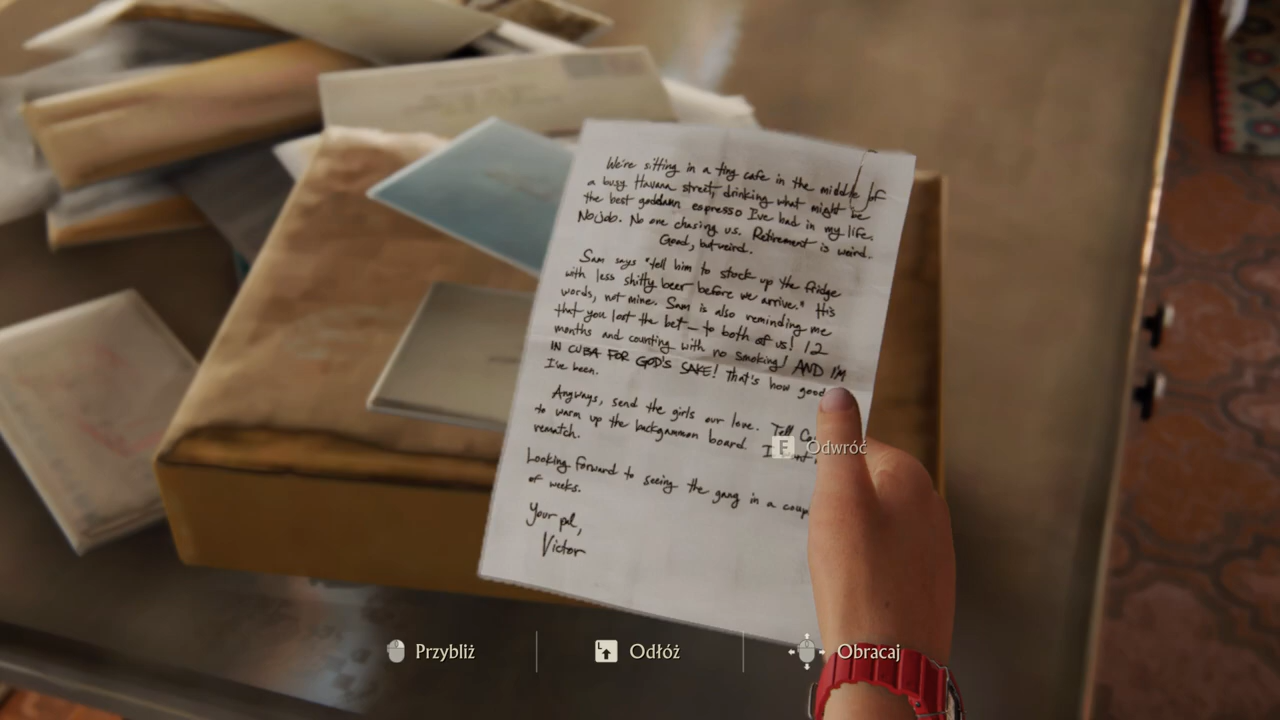 We're sitting in a tiny cafe in the middle of
a busy Havana street, drinking what might be
the best goddamn espresso I've had in my life.
No job. No one chasing us. Retirement is weird.
Good, but weird.
Sam says "tell him to stock up the fridge
with less shitty beer before we arrive." His
words, not mine. Sam is also reminding me
that you lost the bet — to both of us! 12
months and counting with no smoking! AND I'M
IN CUBA FOR GOD'S SAKE! That's how good
I've been.
Anyways, send the girls our love. Tell
to warm up the backgammon board. I
rematch.
Looking forward to seeing the gang in a
of weeks.
Your pal,
Victor
F Odwróć
Przybliż
L Odłóż
Obracaj